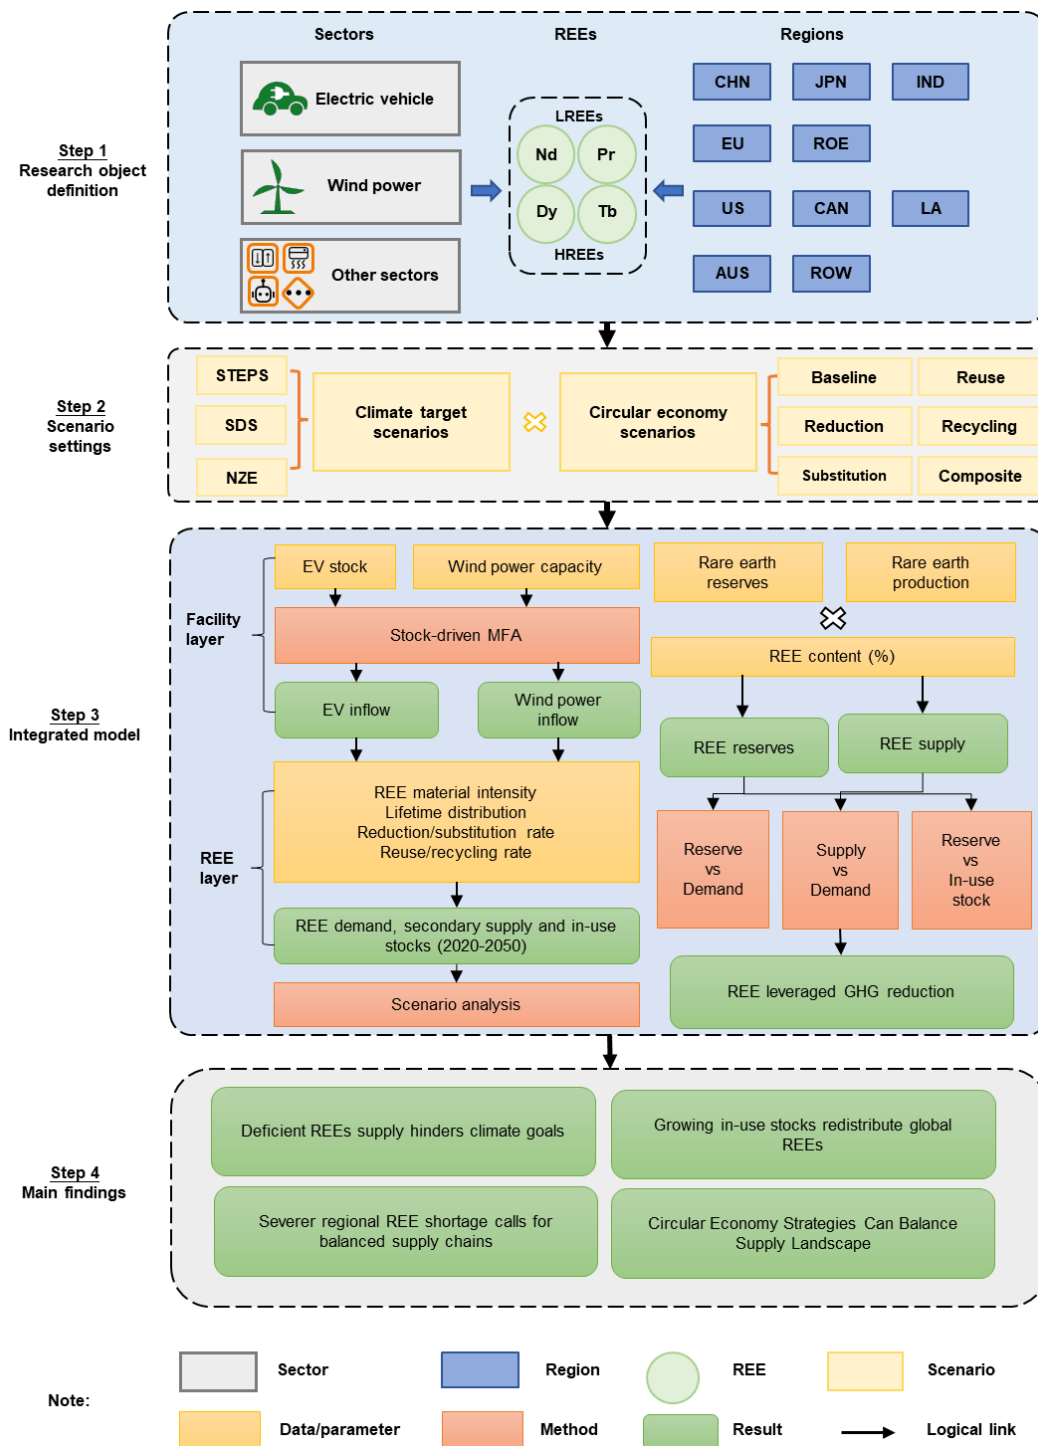 Sectors
REEs
Regions
Step 1
Research object
definition
Electric vehicle
Wind power
Other sectors
LREEs
Nd
Pr
Dy
Tb
HREEs
CHN
JPN
IND
EU
ROE
US
CAN
LA
AUS
ROW
Step 2
Scenario
settings
STEPS
SDS
NZE
Climate target
scenarios
Circular economy
scenarios
Baseline
Reuse
Reduction
Recycling
Substitution
Composite
Step 3
Integrated model
Facility
layer
EV stock
Wind power capacity
Stock-driven MFA
EV inflow
Wind power
inflow
REE
layer
REE material intensity
Lifetime distribution
Reduction/substitution rate
Reuse/recycling rate
REE demand, secondary supply and in-use
stocks (2020-2050)
Scenario analysis
Rare earth
reserves
Rare earth
production
REE content (%)
REE reserves
REE supply
Reserve
vs
Demand
Supply
vs
Demand
Reserve
vs
In-use
stock
REE leveraged GHG reduction
Step 4
Main findings
Deficient REEs supply hinders climate goals
Growing in-use stocks redistribute global
REEs
Severer regional REE shortage calls for
balanced supply chains
Circular Economy Strategies Can Balance
Supply Landscape
Note:
Sector
Region
REE
Scenario
Data/parameter
Method
Result
Logical link